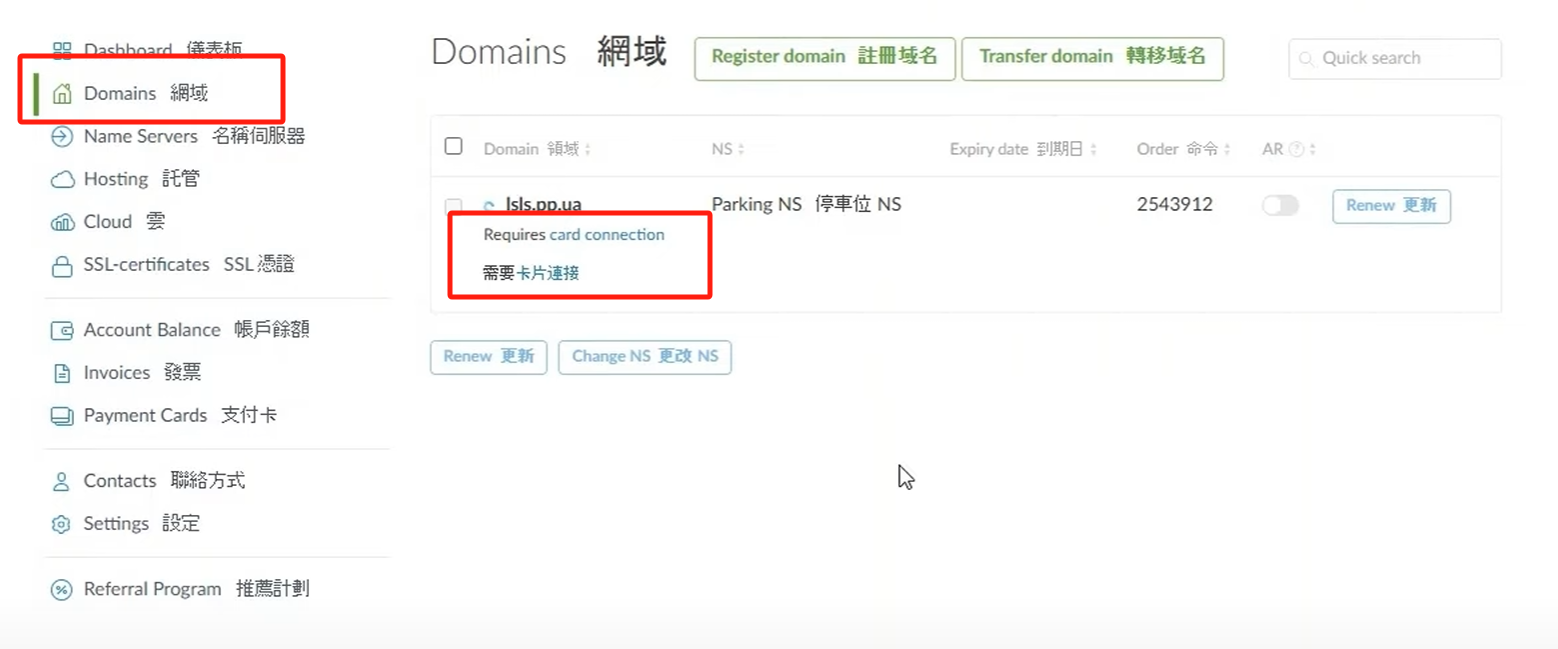 Dashboard 儀表板
Domains 網域
Name Servers 名稱伺服器
Hosting 託管
Cloud 雲
SSL-certificates SSL 憑證
Account Balance 帳戶餘額
Invoices 發票
Payment Cards 支付卡
Contacts 聯絡方式
Settings 設定
Referral Program 推薦計劃
Domains 網域
Register domain 註冊域名
Transfer domain 轉移域名
Quick search
Domain 領域 NS Expiry date 到期日 Order 命令 AR ?
lsls.pp.ua Parking NS 停車位 NS 2543912 Renew 更新
Requires card connection
需要卡片連接
Renew 更新 Change NS 更改 NS